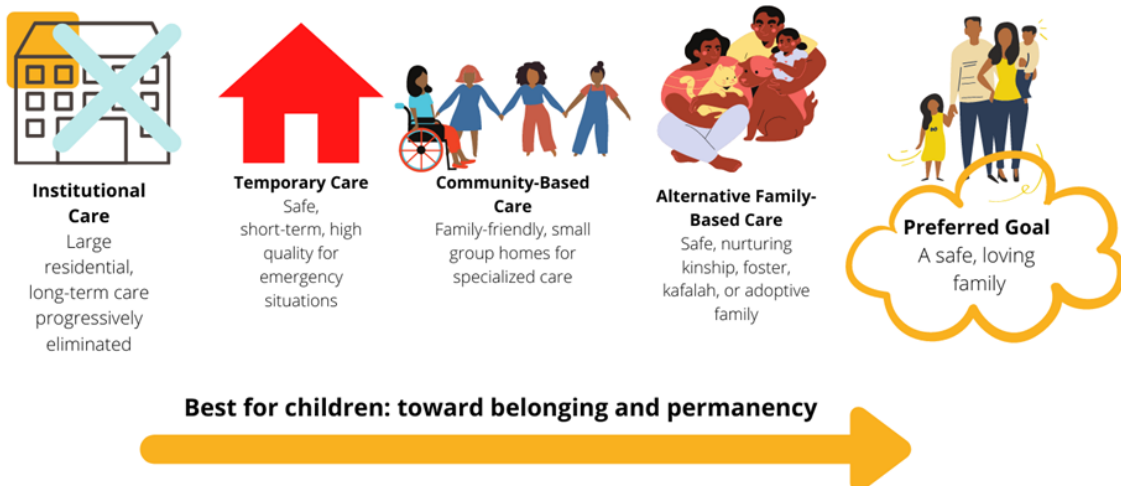 Institutional
Care
Large
residential,
long-term care
progressively
eliminated
Temporary Care
Safe,
short-term, high
quality for
emergency
situations
Community-Based
Care
Family-friendly, small
group homes for
specialized care
Alternative Family-
Based Care
Safe, nurturing
kinship, foster,
kafalah, or adoptive
family
Preferred Goal
A safe, loving
family
Best for children: toward belonging and permanency